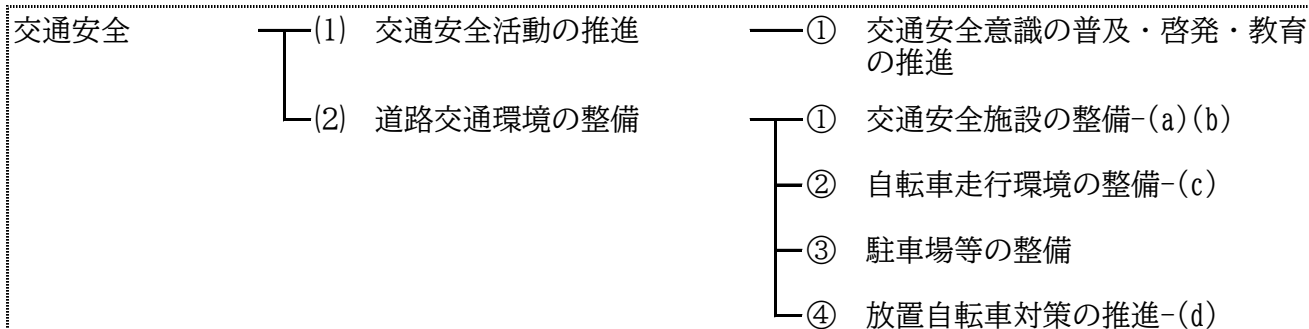 交通安全 ⑴ 交通安全活動の推進 ① 交通安全意識の普及・啓発・教育
の推進
⑵ 道路交通環境の整備 ① 交通安全施設の整備-(a)(b)
② 自転車走行環境の整備-(c)
③ 駐車場等の整備
④ 放置自転車対策の推進-(d)